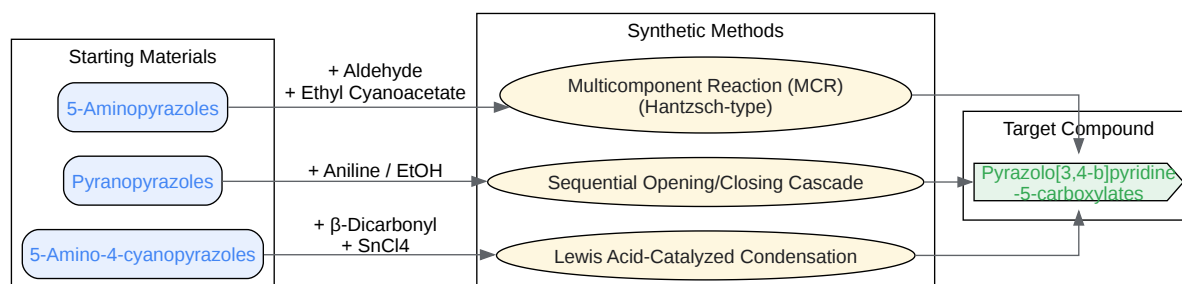 Starting Materials
Synthetic Methods
Target Compound
5-Aminopyrazoles
+ Aldehyde
+ Ethyl Cyanoacetate
Multicomponent Reaction (MCR)
(Hantzsch-type)
Pyranopyrazoles
+ Aniline / EtOH
Sequential Opening/Closing Cascade
Pyrazolo[3,4-b]pyridine
-5-carboxylates
5-Amino-4-cyanopyrazoles
+ β-Dicarbonyl
+ SnCl4
Lewis Acid-Catalyzed Condensation